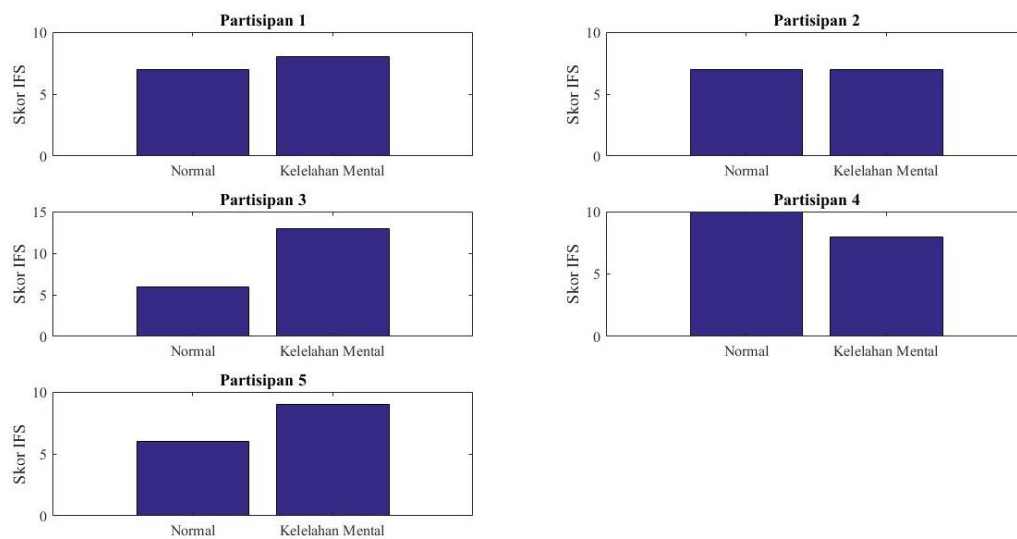 Partisipan 1
10
5
0
Skor IFS
Normal
Kelelahan Mental
Partisipan 2
10
5
0
Skor IFS
Normal
Kelelahan Mental
Partisipan 3
15
10
5
0
Skor IFS
Normal
Kelelahan Mental
Partisipan 4
10
5
0
Skor IFS
Normal
Kelelahan Mental
Partisipan 5
10
5
0
Skor IFS
Normal
Kelelahan Mental